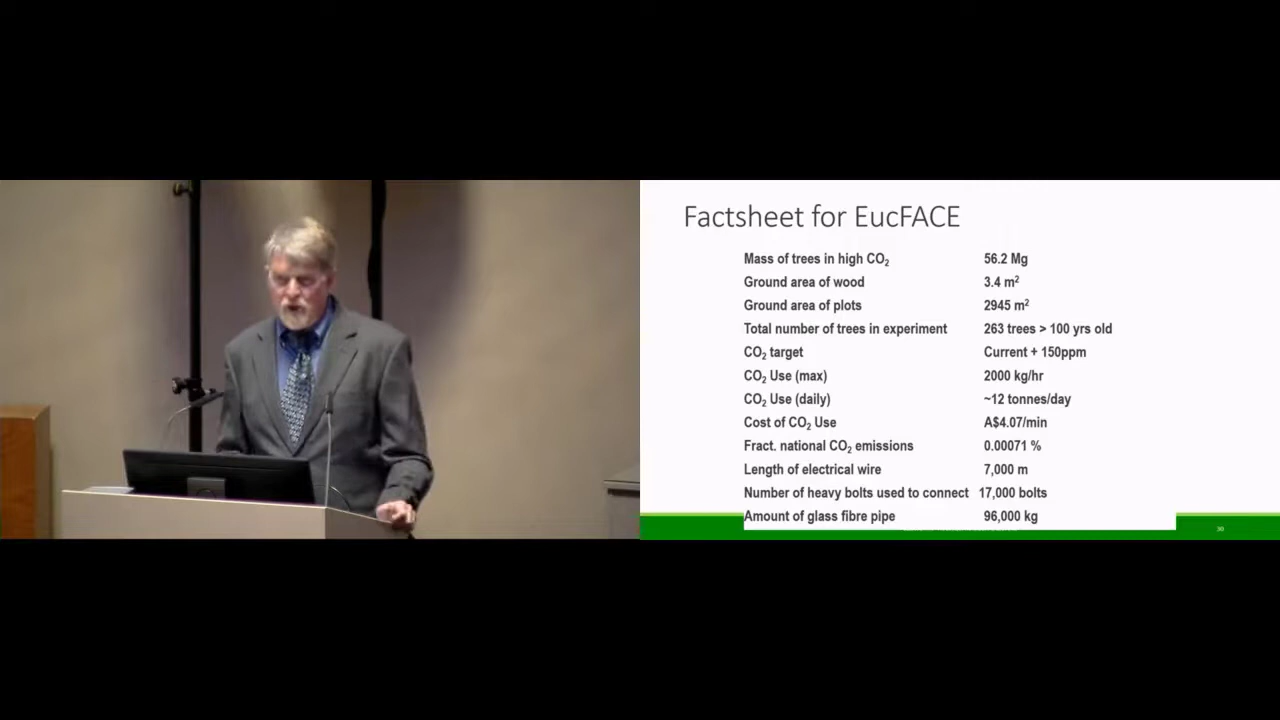 Factsheet for EucFACE
Mass of trees in high CO2 56.2 Mg
Ground area of wood 3.4 m2
Ground area of plots 2945 m2
Total number of trees in experiment 263 trees > 100 yrs old
CO2 target Current + 150ppm
CO2 Use (max) 2000 kg/hr
CO2 Use (daily) ~12 tonnes/day
Cost of CO2 Use A$4.07/min
Fract. national CO2 emissions 0.00071 %
Length of electrical wire 7,000 m
Number of heavy bolts used to connect 17,000 bolts
Amount of glass fibre pipe 96,000 kg